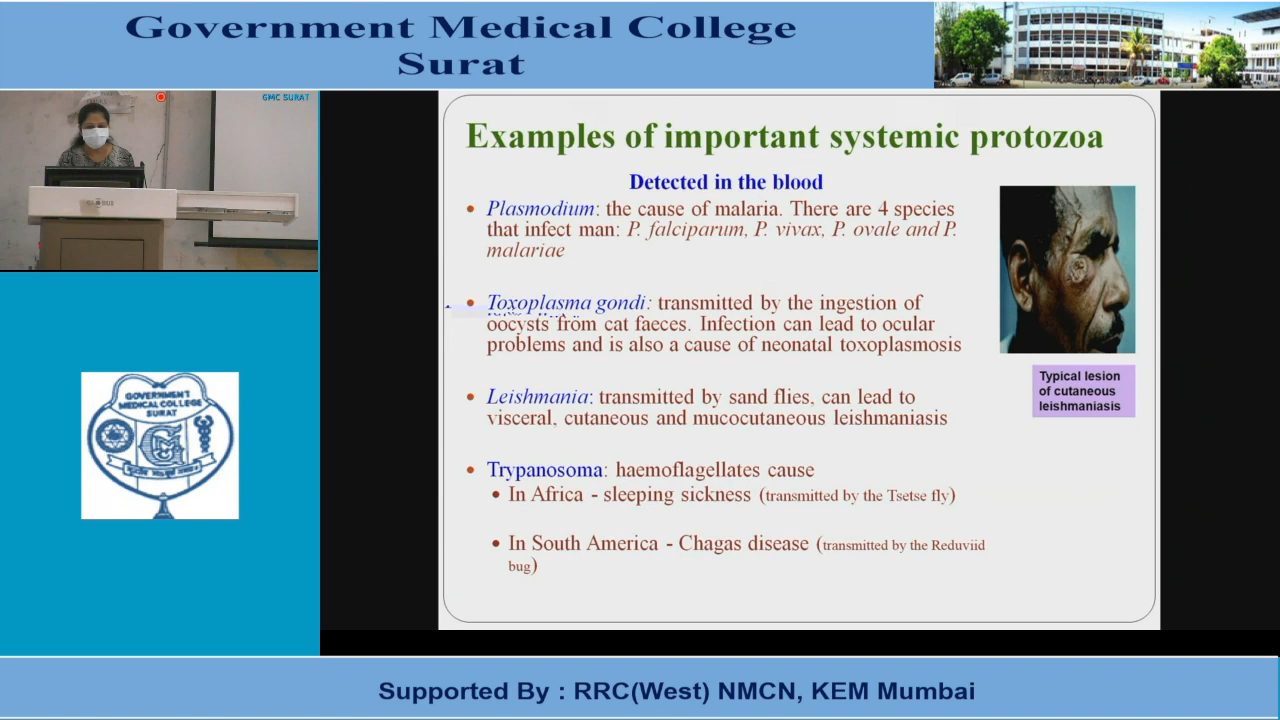 Government Medical College
Surat
GMC SURAT
Examples of important systemic protozoa
Detected in the blood
• Plasmodium: the cause of malaria. There are 4 species
that infect man: P. falciparum, P. vivax, P. ovale and P.
malariae
• Toxoplasma gondi: transmitted by the ingestion of
oocysts from cat faeces. Infection can lead to ocular
problems and is also a cause of neonatal toxoplasmosis
Typical lesion
of cutaneous
leishmaniasis
• Leishmania: transmitted by sand flies, can lead to
visceral, cutaneous and mucocutaneous leishmaniasis
• Trypanosoma: haemoflagellates cause
• In Africa - sleeping sickness (transmitted by the Tsetse fly)
• In South America - Chagas disease (transmitted by the Reduviid
bug)
GOVERNMENT
MEDICAL COLLEGE
SURAT
Supported By : RRC(West) NMCN, KEM Mumbai